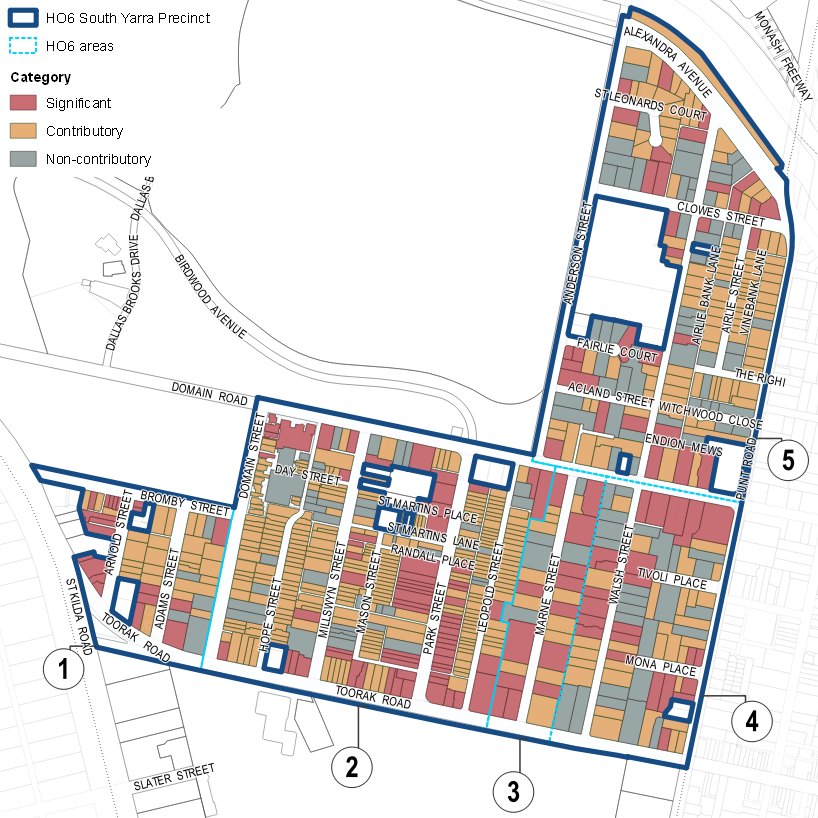 HO6 South Yarra Precinct
HO6 areas
Category
Significant
Contributory
Non-contributory
MONASH FREEWAY
ALEXANDRA AVENUE
ST LEONARDS COURT
CLOWES STREET
ANDERSON STREET
AIRLIE BANK LANE
AIRLIE STREET
VINEBANK LANE
DALLAS B
DALLAS BROOKS DRIVE
BIRDWOOD AVENUE
FAIRLIE COURT
THE RIGHI
DOMAIN ROAD
ACLAND STREET
WITCHWOOD CLOSE
ENDION MEWS
PUNT ROAD
5
DOMAIN STREET
DAY STREET
BROMBY STREET
ARNOLD STREET
ADAMS STREET
ST MARTINS PLACE
ST MARTINS LANE
RANDALL PLACE
HOPE STREET
MILLSWYN STREET
MASON STREET
PARK STREET
LEOPOLD STREET
MARNE STREET
WALSH STREET
TIVOLI PLACE
MONA PLACE
ST KILDA ROAD
TOORAK ROAD
TOORAK ROAD
1
2
3
4
SLATER STREET